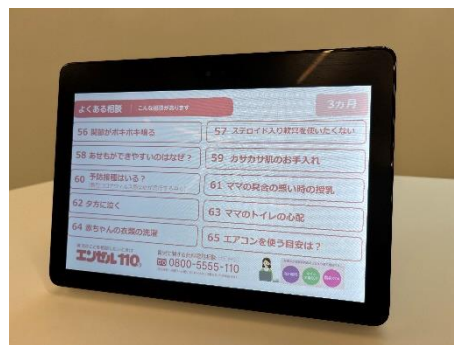 よくある相談 こんな相談があります
3カ月
56 関節がポキポキ鳴る
57 ステロイド入り軟膏を使いたくない
58 あせもができやすいのはなぜ？
59 カサカサ肌のお手入れ
60 予防接種はいる？
61 ママの具合の悪い時の授乳
62 夕方に泣く
63 ママのトイレの心配
64 赤ちゃんの衣類の洗濯
65 エアコンを使う目安は？
エンゼル110番
0800-5555-110